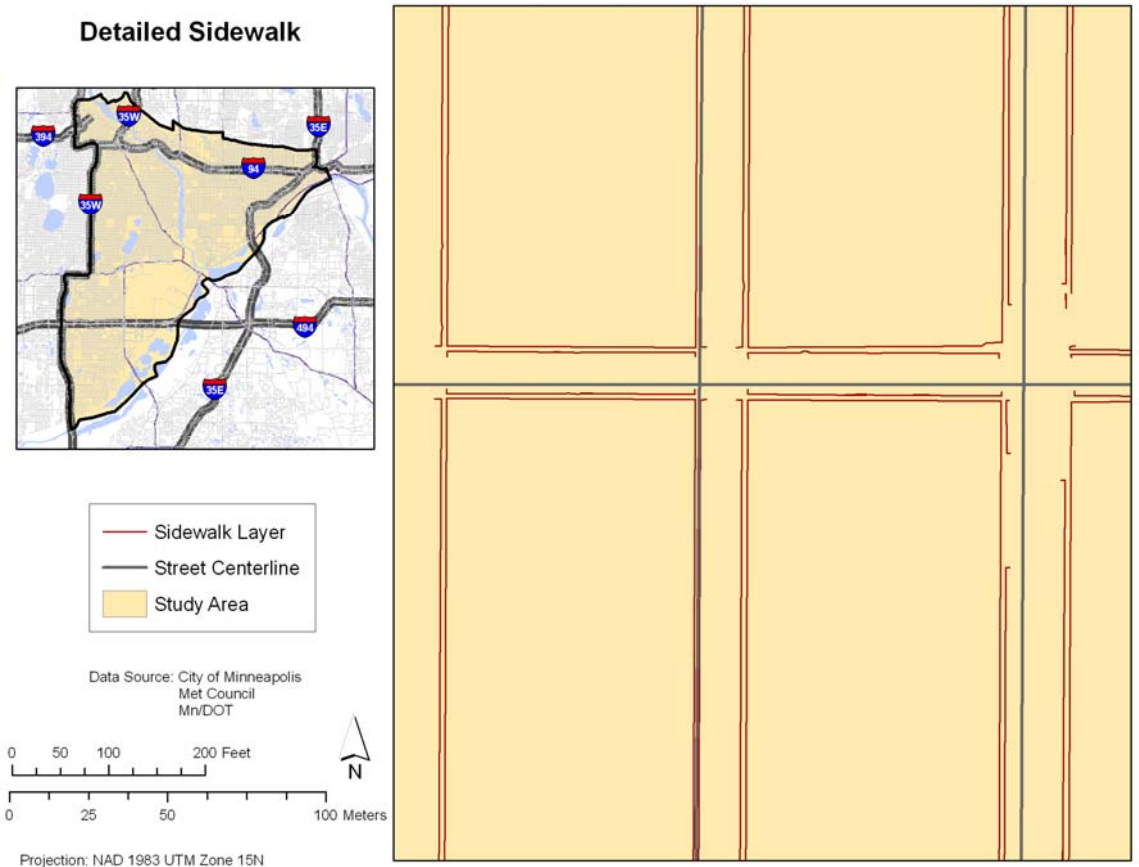 Detailed Sidewalk
35W
35E
394
94
35W
494
35E
Sidewalk Layer
Street Centerline
Study Area
Data Source: City of Minneapolis
Met Council
Mn/DOT
0 50 100 200 Feet
N
0 25 50 100 Meters
Projection: NAD 1983 UTM Zone 15N